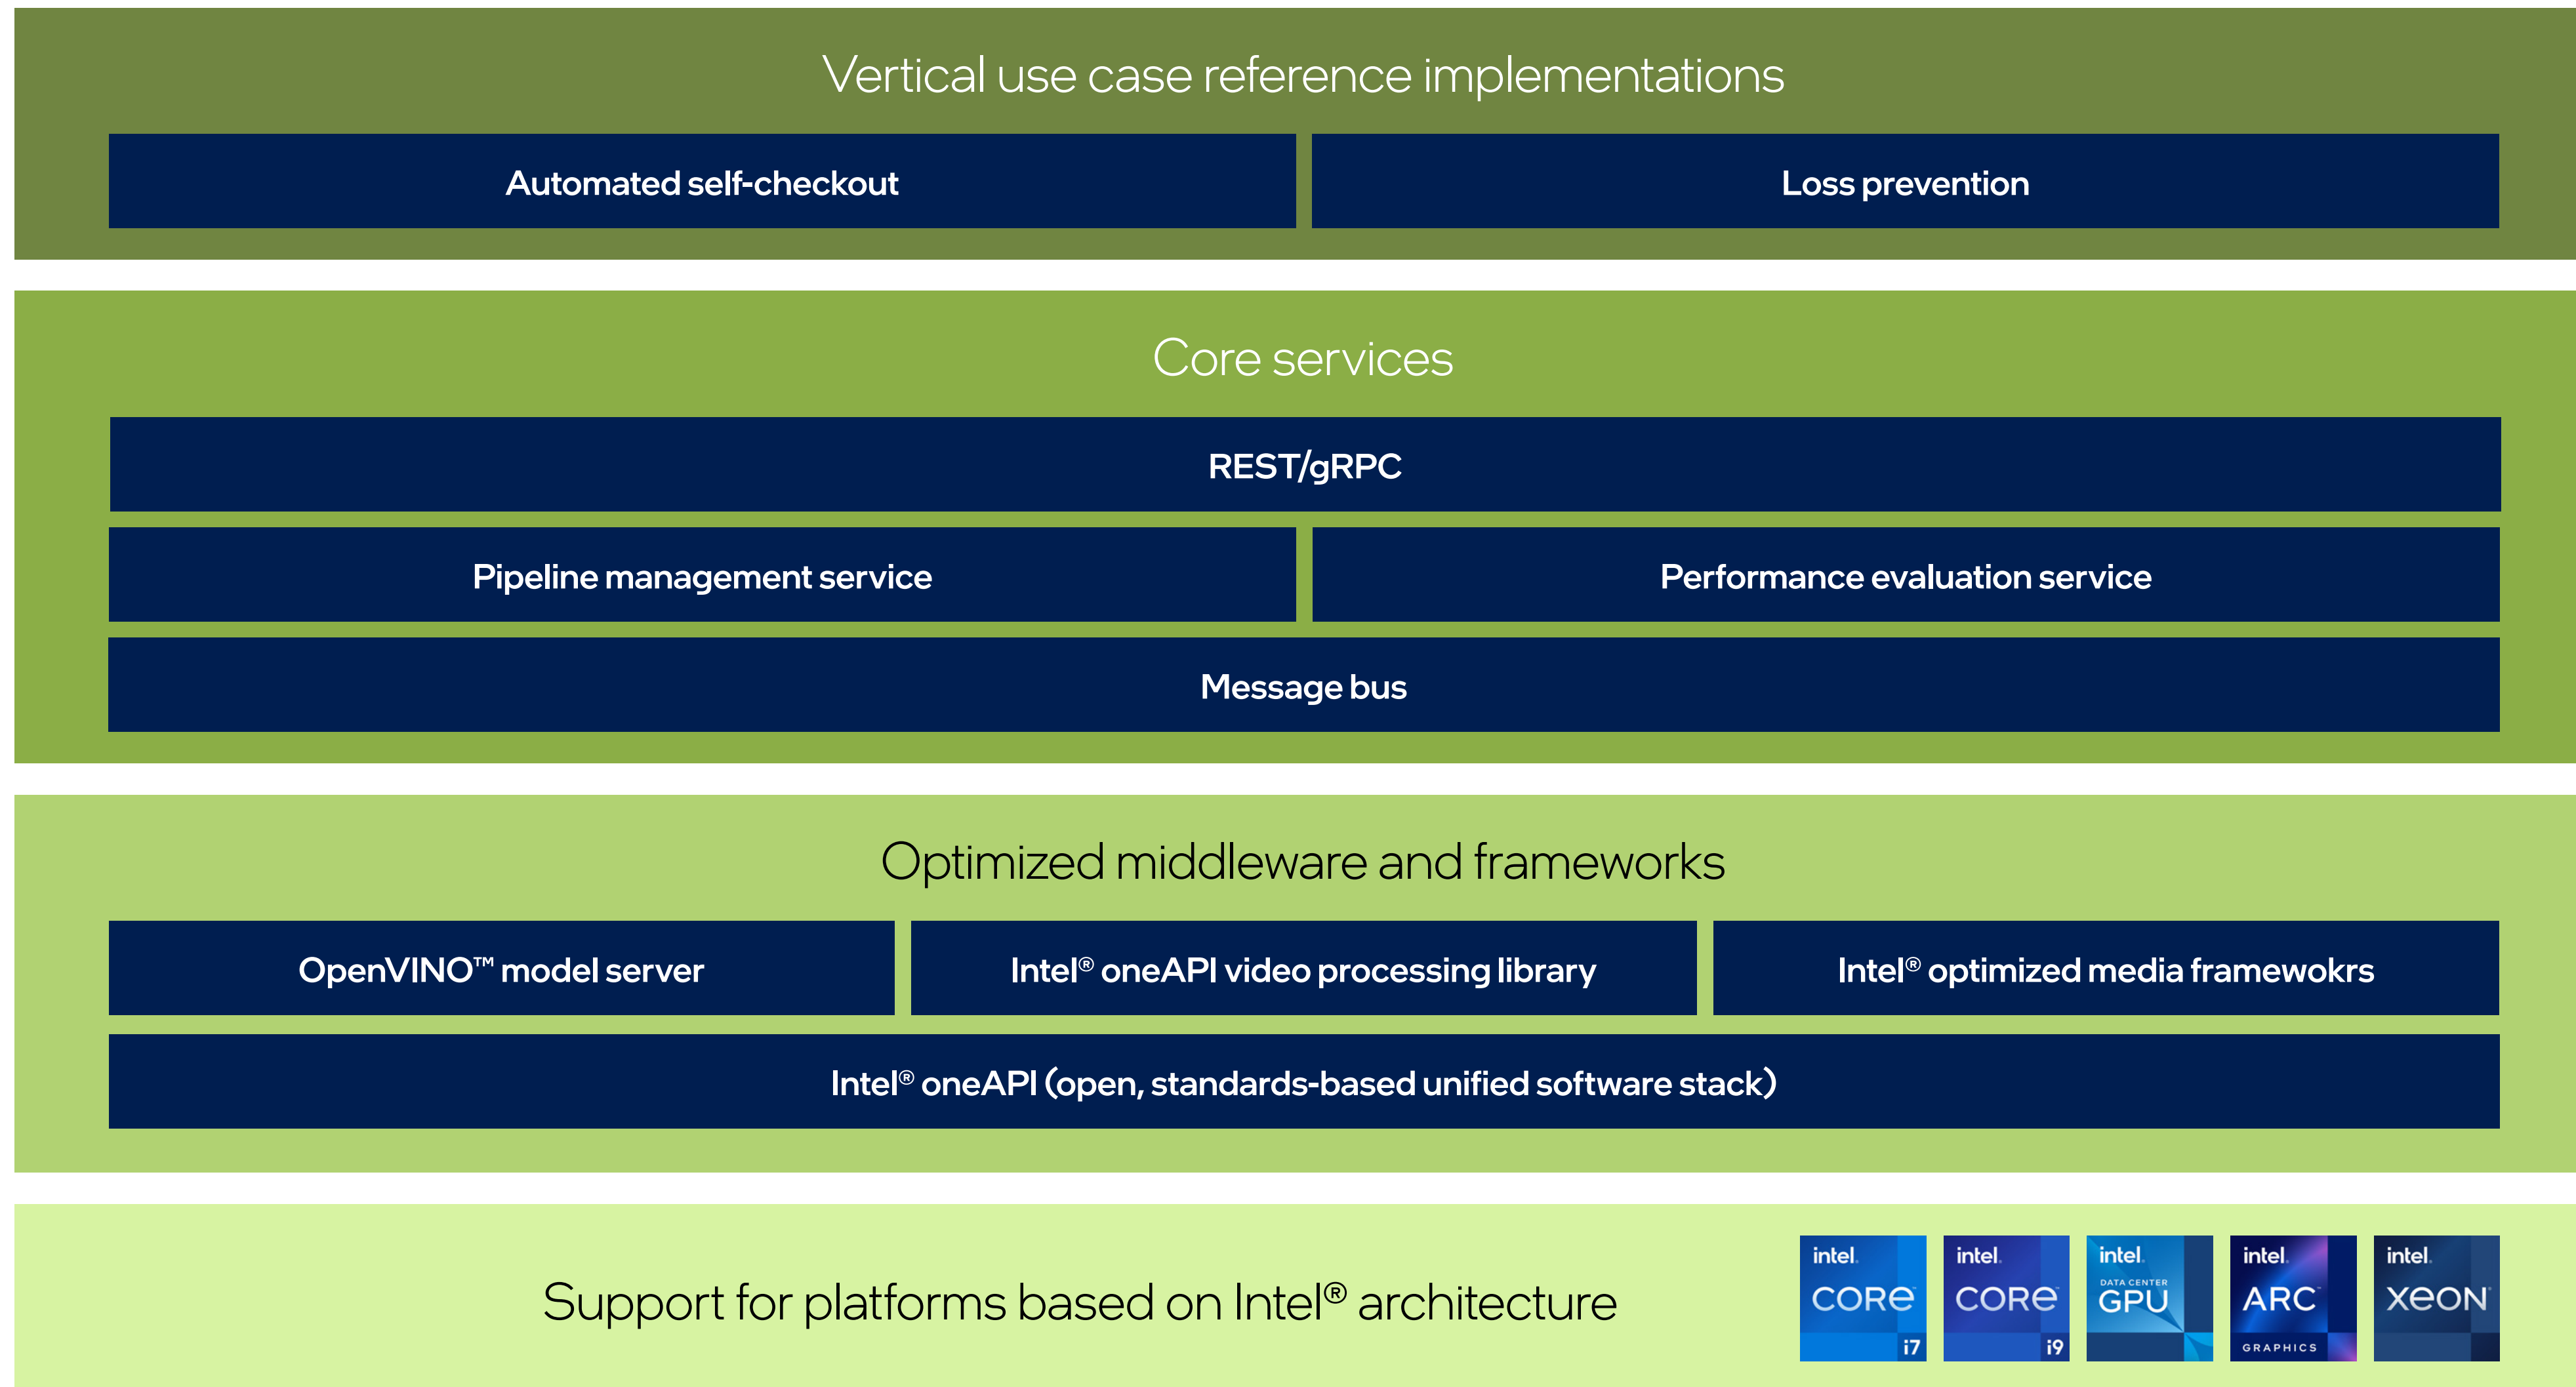 Vertical use case reference implementations
Automated self-checkout
Loss prevention
Core services
REST/gRPC
Pipeline management service
Performance evaluation service
Message bus
Optimized middleware and frameworks
OpenVINO™ model server
Intel® oneAPI video processing library
Intel® optimized media framewokrs
Intel® oneAPI (open, standards-based unified software stack)
Support for platforms based on Intel® architecture
intel.
CORe™
i7
intel.
CORe™
i9
intel.
DATA CENTER
GPU
intel.
ARC™
GRAPHICS
intel.
XeON®